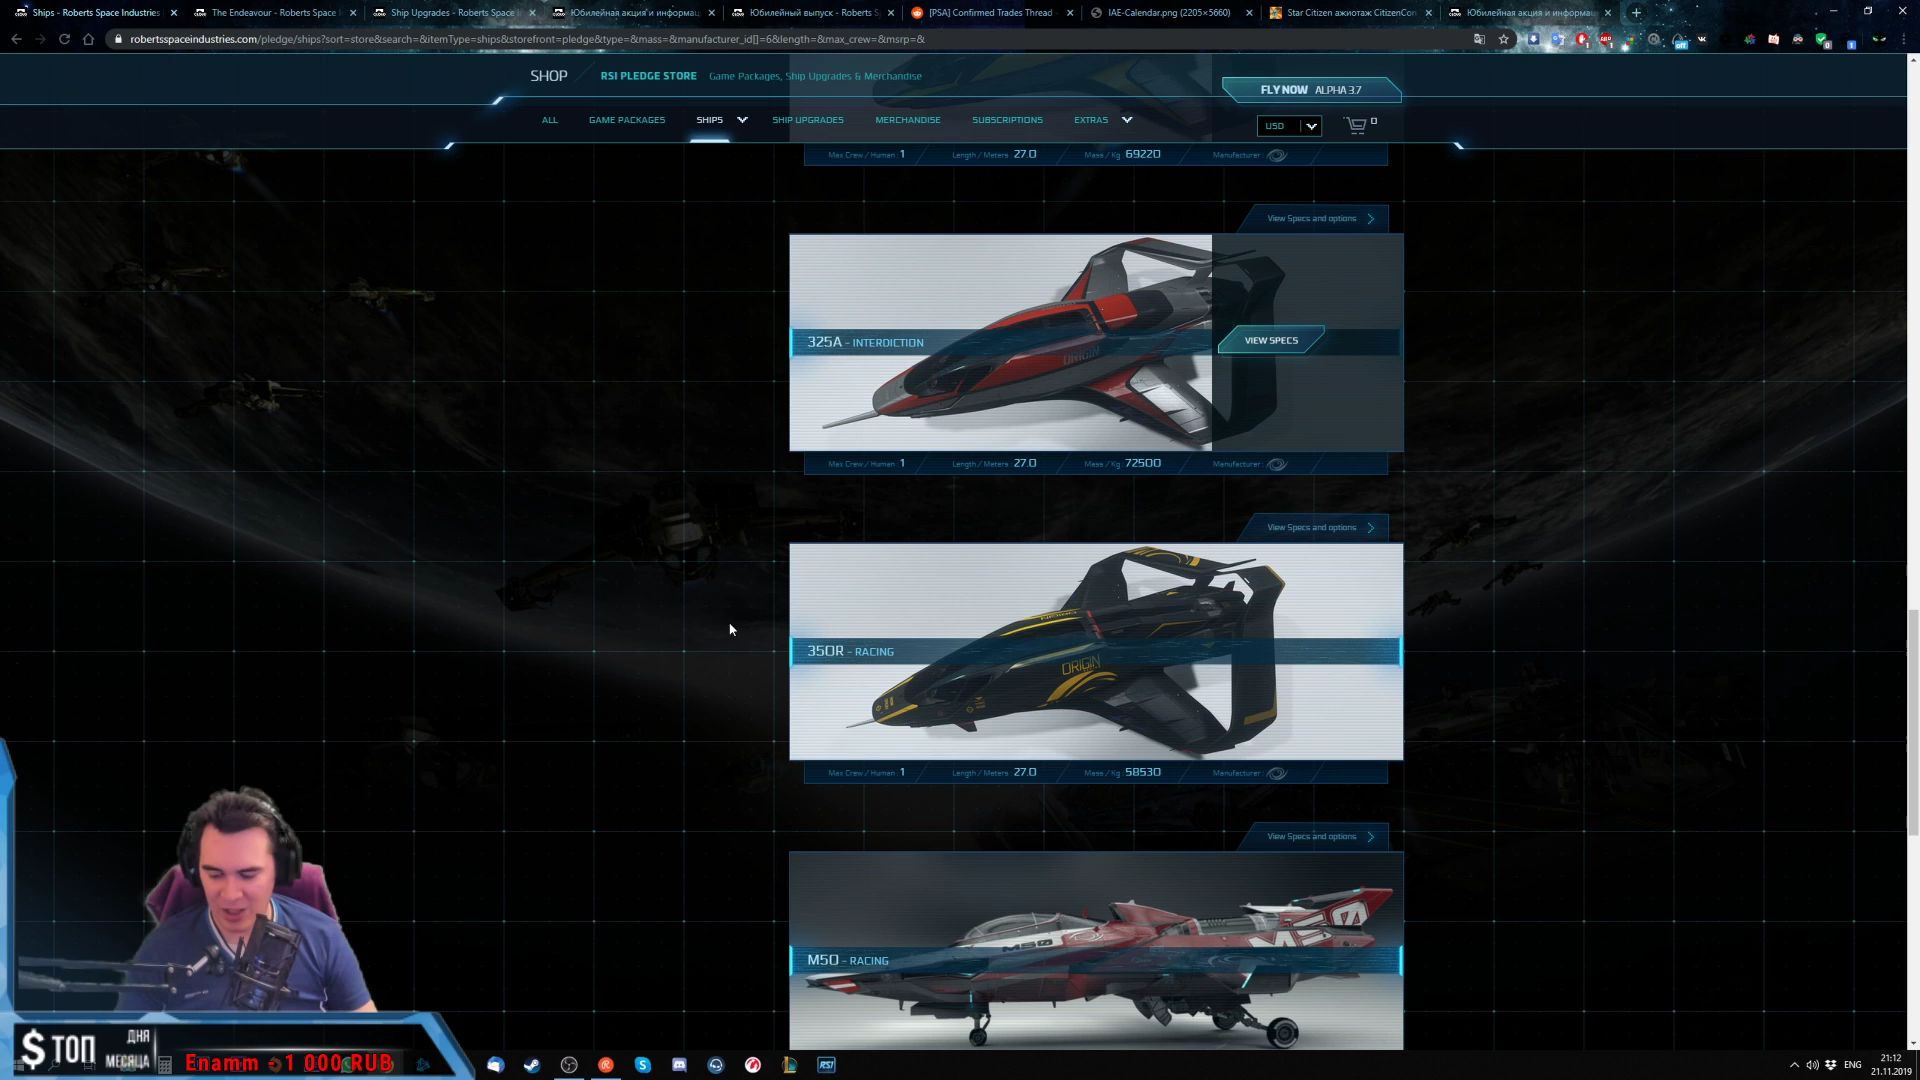 Ships - Roberts Space Industries
The Endeavour - Roberts Space I
Ship Upgrades - Roberts Space
Юбилейная акция и информац
Юбилейный выпуск - Roberts S
[PSA] Confirmed Trades Thread -
IAE-Calendar.png (2205×5660)
Star Citizen ажиотаж CitizenCon
Юбилейная акция и информац
robertsspaceindustries.com/pledge/ships?sort=store&search=&itemType=ships&storefront=pledge&type=&mass=&manufacturer_id[]=6&length=&max_crew=&msrp=&
SHOP
RSI PLEDGE STORE
Game Packages, Ship Upgrades & Merchandise
FLY NOW ALPHA 3.7
ALL
GAME PACKAGES
SHIPS
SHIP UPGRADES
MERCHANDISE
SUBSCRIPTIONS
EXTRAS
USD
0
Max Crew / Human : 1
Length / Meters : 27.0
Mass / Kg : 69220
Manufacturer :
View Specs and options
325A - INTERDICTION
VIEW SPECS
ORIGIN
Max Crew / Human : 1
Length / Meters : 27.0
Mass / Kg : 72500
Manufacturer :
View Specs and options
350R - RACING
ORIGIN
Max Crew / Human : 1
Length / Meters : 27.0
Mass / Kg : 58530
Manufacturer :
View Specs and options
M50
M50
M50 - RACING
$ ТОП
ДНЯ
МЕСЯЦА
Enamm - 1 000 RUB
RSI
ENG
21:12
21.11.2019